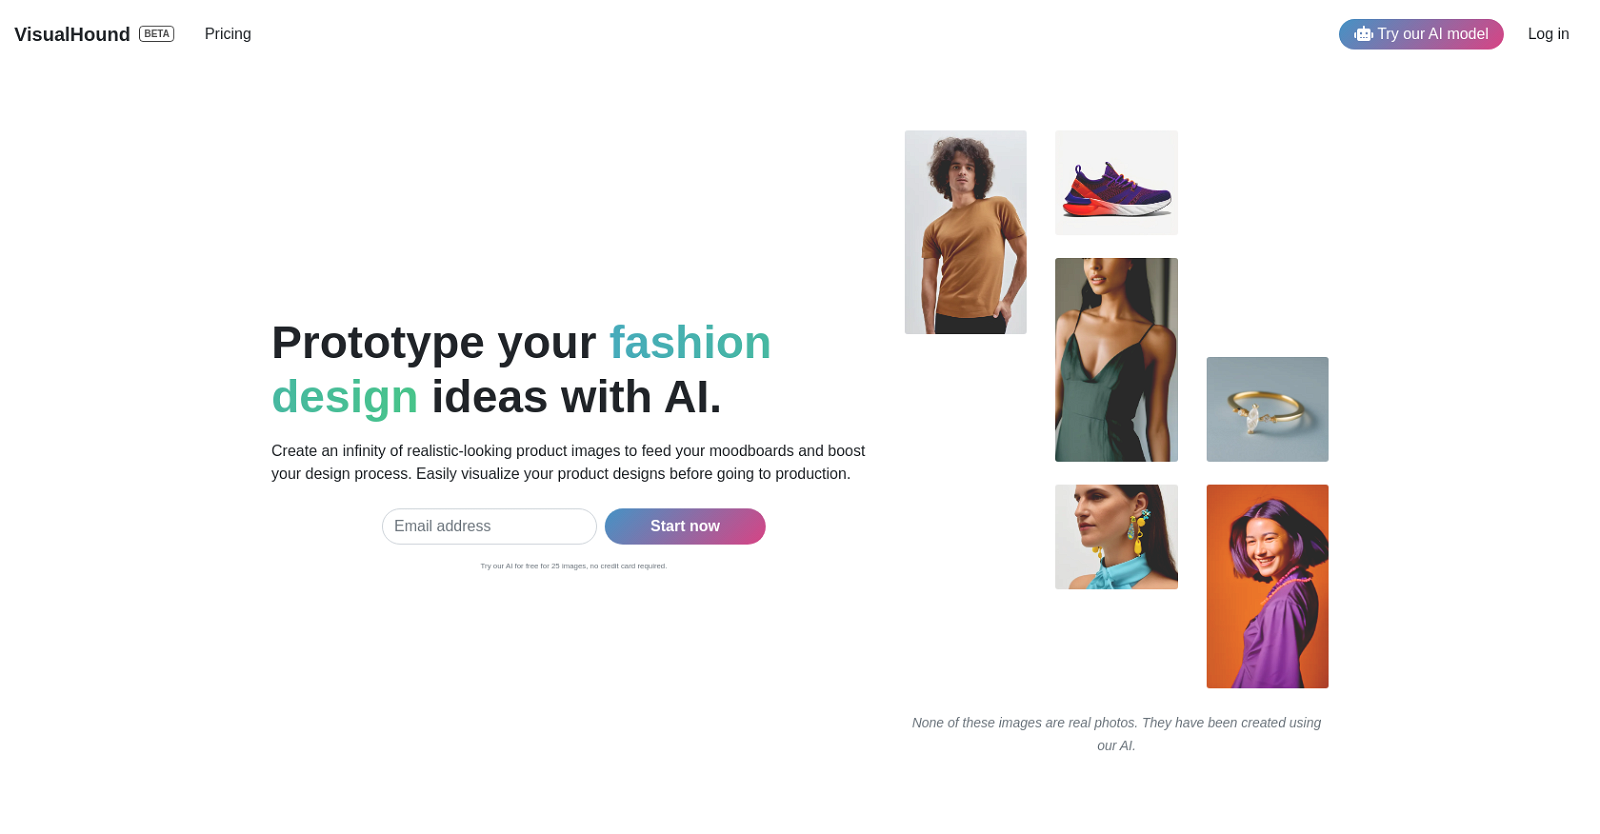 VisualHound BETA Pricing Try our AI model Log in
Prototype your fashion
design ideas with AI.
Create an infinity of realistic-looking product images to feed your moodboards and boost
your design process. Easily visualize your product designs before going to production.
Email address Start now
Try our AI for free for 25 images, no credit card required.
None of these images are real photos. They have been created using
our AI.